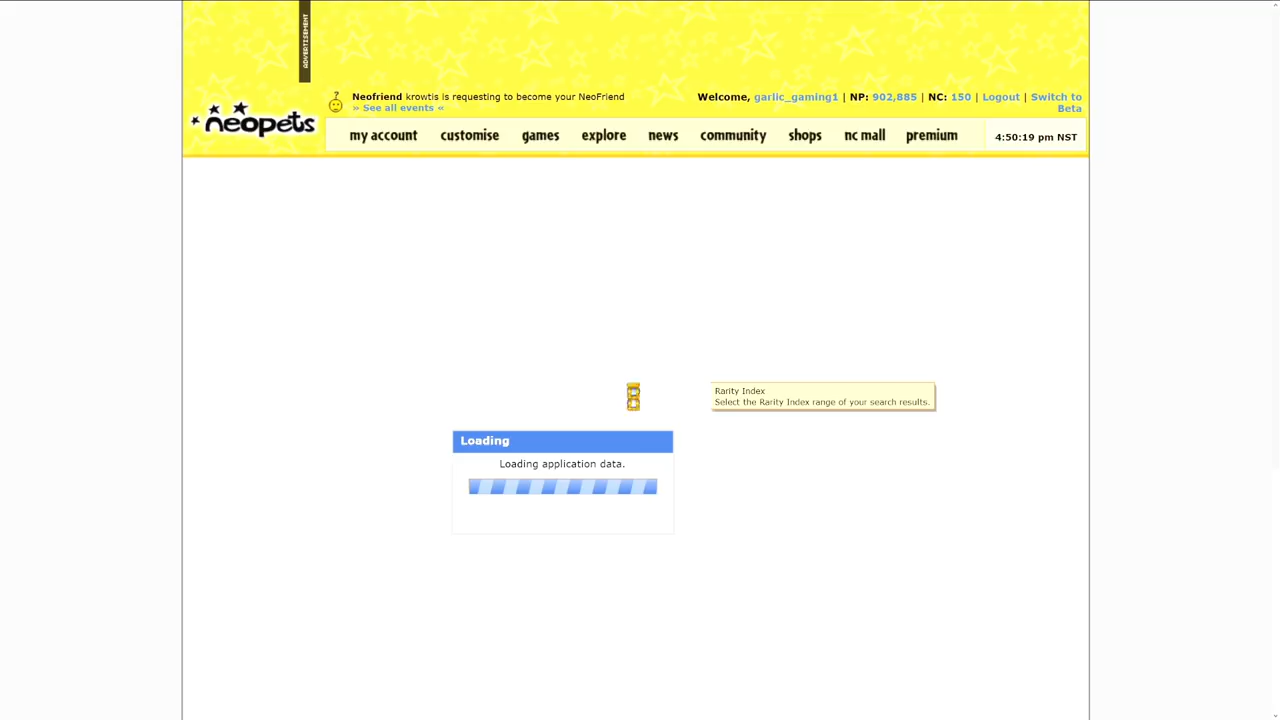 ADVERTISEMENT
Neofriend krowtis is requesting to become your NeoFriend
» See all events «
Welcome, garlic_gaming1 | NP: 902,885 | NC: 150 | Logout | Switch to
Beta
neopets
my account customise games explore news community shops nc mall premium 4:50:19 pm NST
Rarity Index
Select the Rarity Index range of your search results.
Loading
Loading application data.